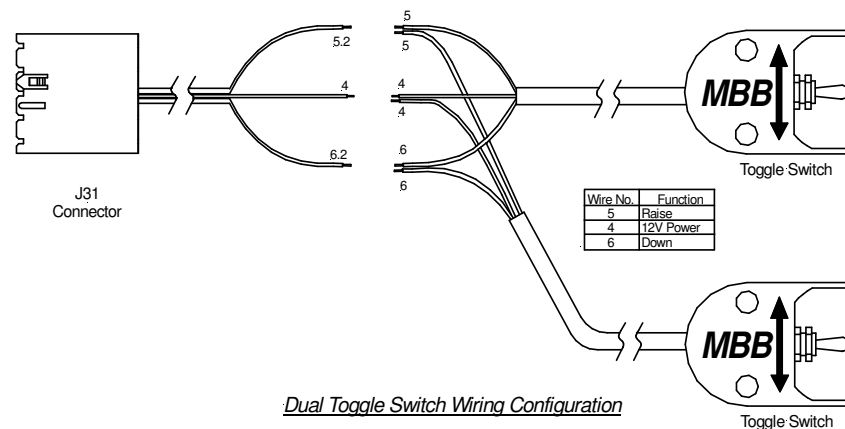 5
5.2
5
4
4
4
6
6.2
6
MBB
Toggle Switch
J31
Connector
Wire No. Function
5 Raise
4 12V Power
6 Down
MBB
Dual Toggle Switch Wiring Configuration
Toggle Switch